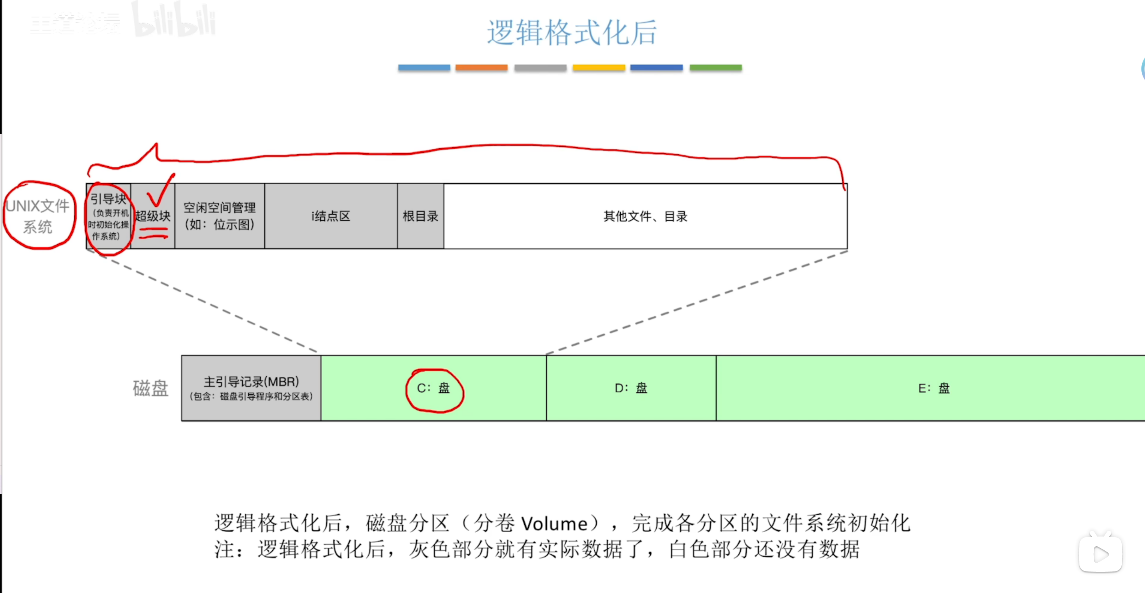 bilibili
逻辑格式化后
UNIX文件
系统
引导块
(负责开机
时初始化操
作系统)
超级块
空闲空间管理
(如：位示图)
i结点区
根目录
其他文件、目录
磁盘
主引导记录(MBR)
(包含：磁盘引导程序和分区表)
C：盘
D：盘
E：盘
逻辑格式化后，磁盘分区（分卷 Volume），完成各分区的文件系统初始化
注：逻辑格式化后，灰色部分就有实际数据了，白色部分还没有数据